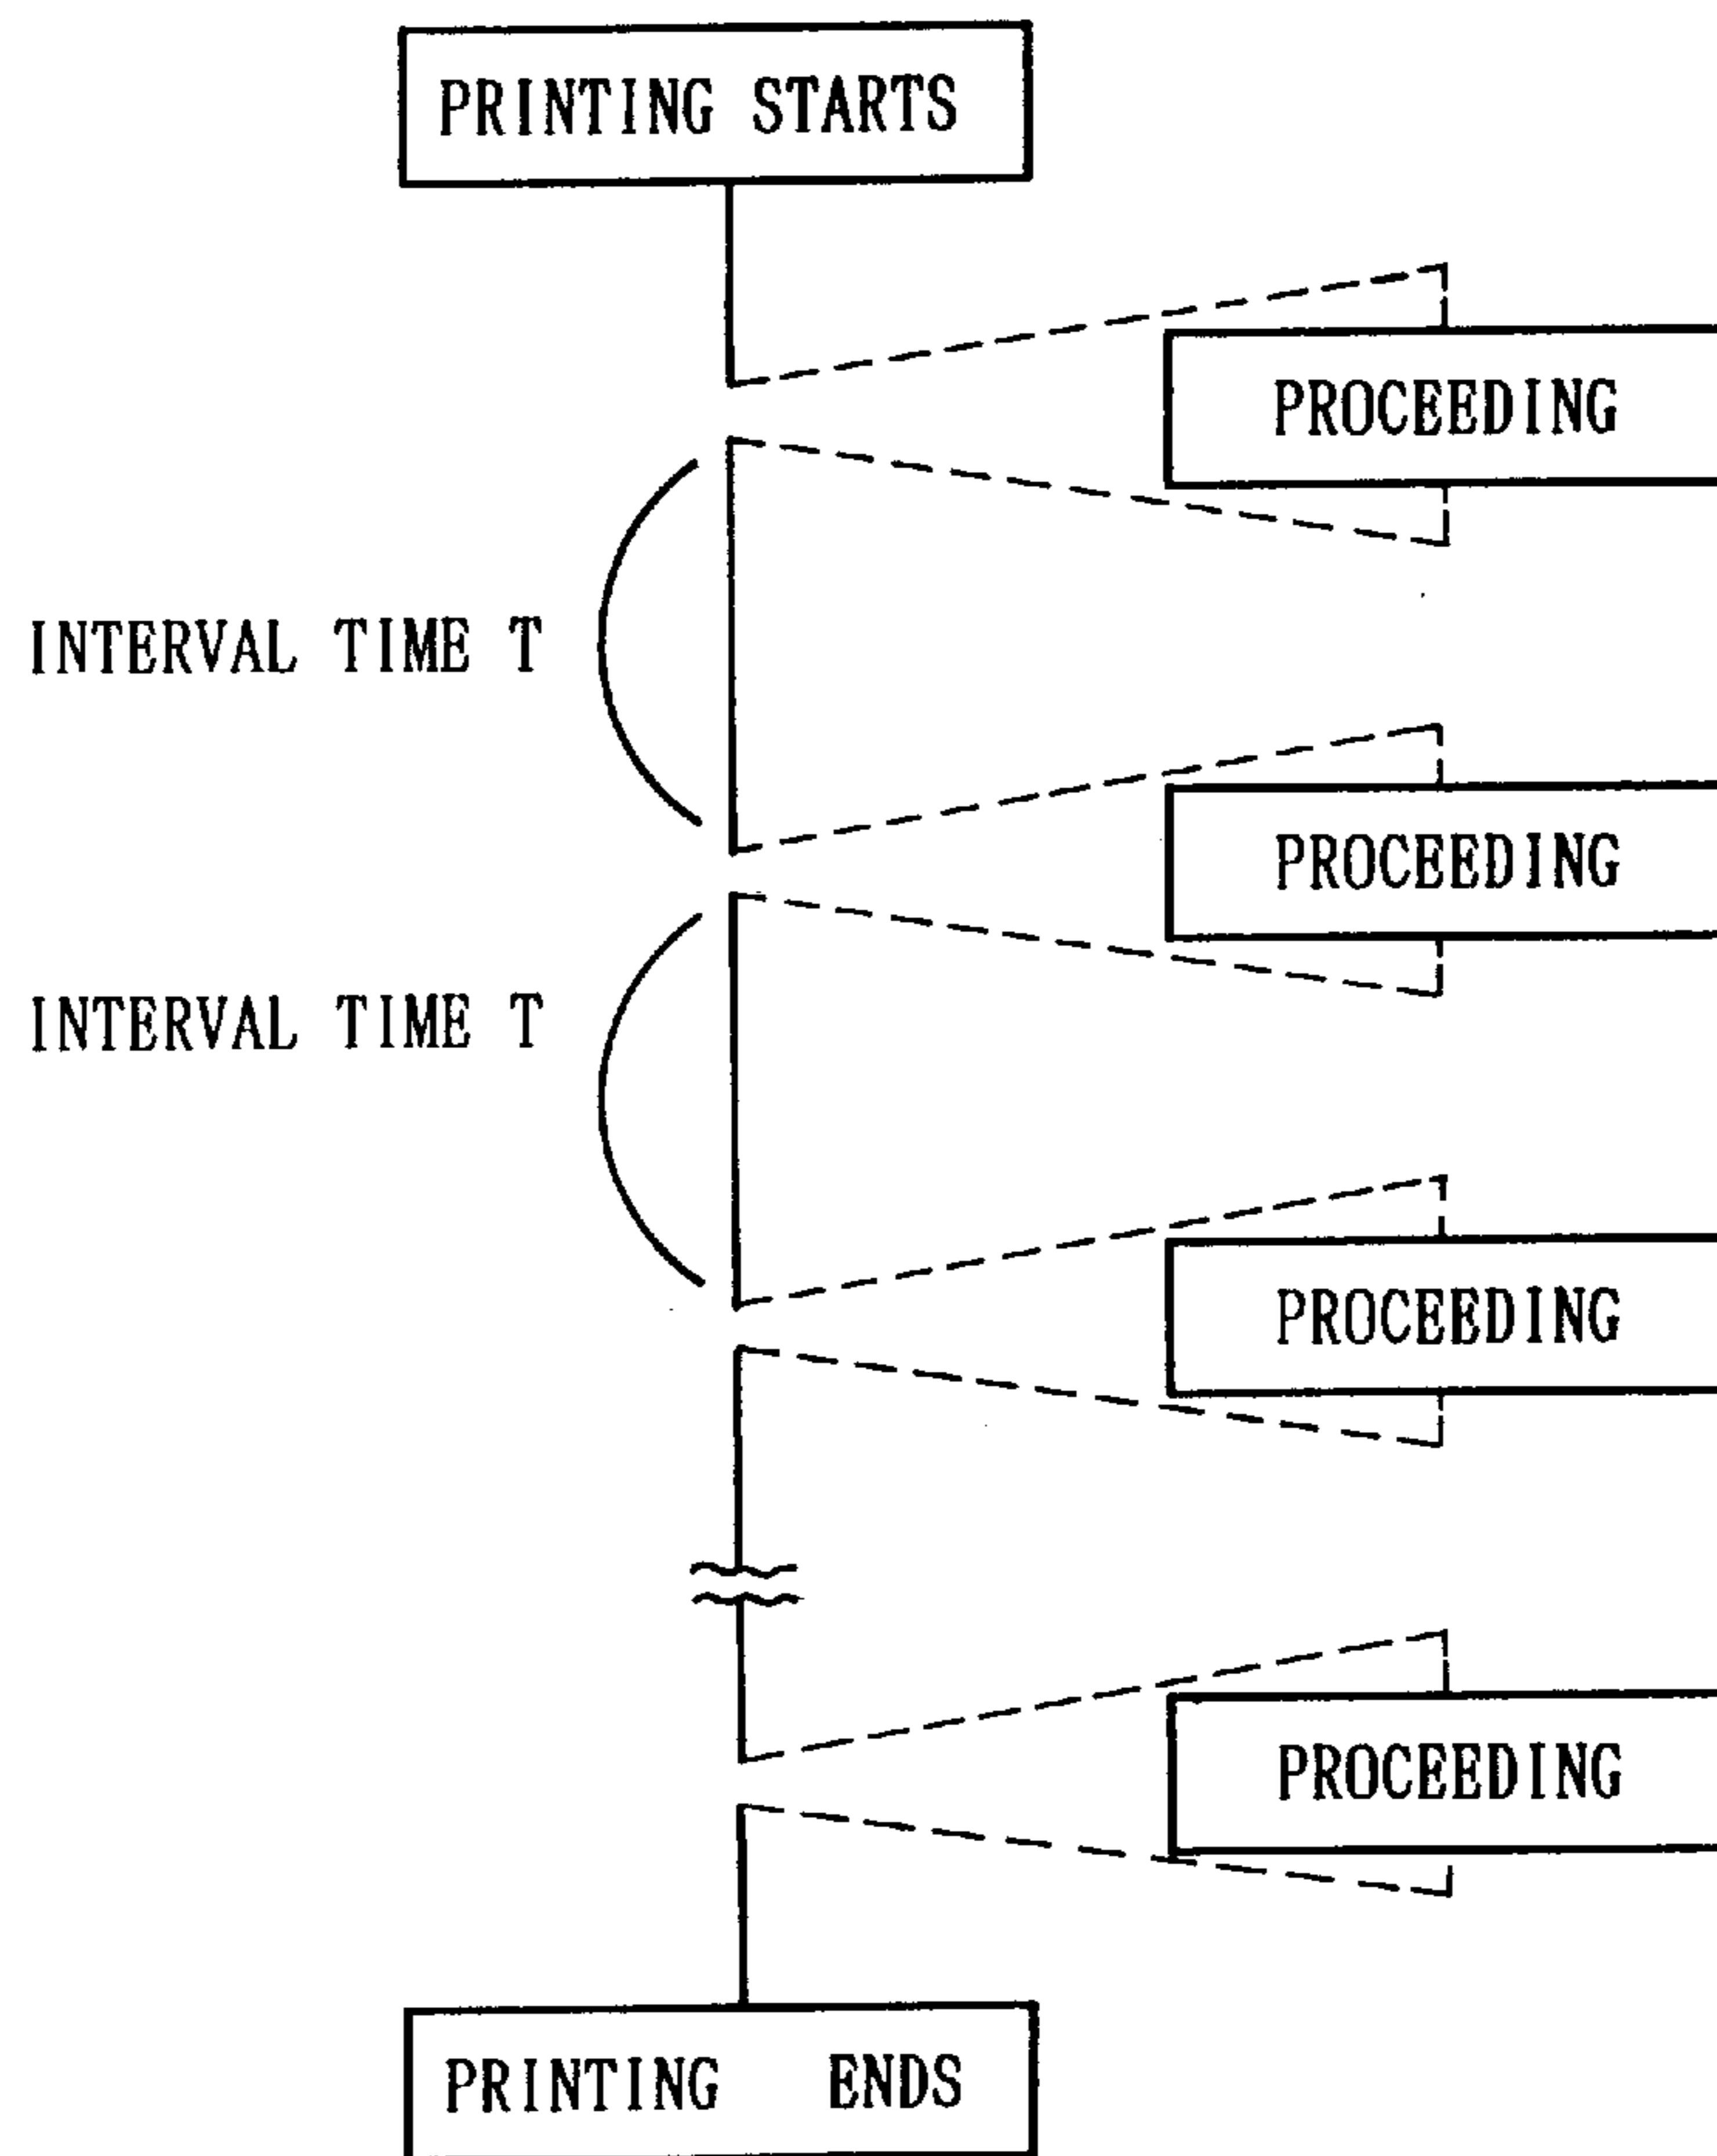 PRINTING STARTS
PROCEEDING
INTERVAL TIME T
PROCEEDING
INTERVAL TIME T
PROCEEDING
PROCEEDING
PRINTING ENDS